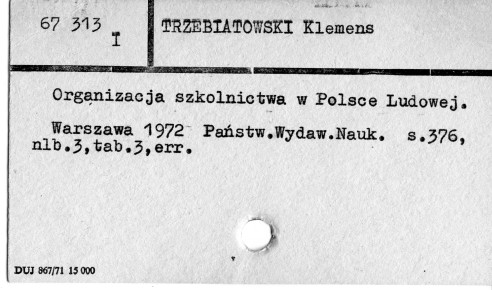 67 313
I
TRZEBIATOWSKI Klemens
Organizacja szkolnictwa w Polsce Ludowej.
Warszawa 1972 Państw.Wydaw.Nauk. s.376,
nlb.3,tab.3,err.
DUJ 867/71 15 000